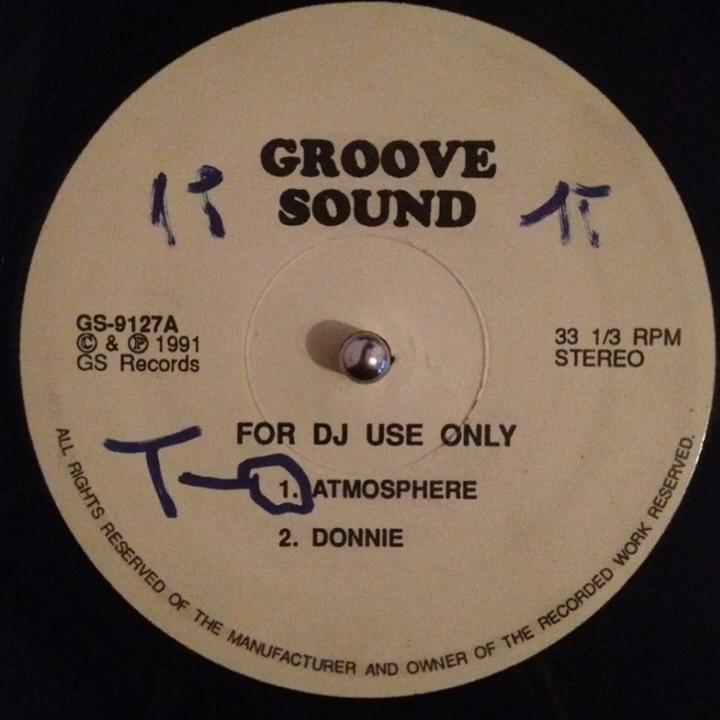 GROOVE
SOUND
GS-9127A
© & ℗ 1991
GS Records
33 1/3 RPM
STEREO
FOR DJ USE ONLY
T
1. ATMOSPHERE
2. DONNIE
ALL RIGHTS RESERVED OF THE MANUFACTURER AND OWNER OF THE RECORDED WORK RESERVED.